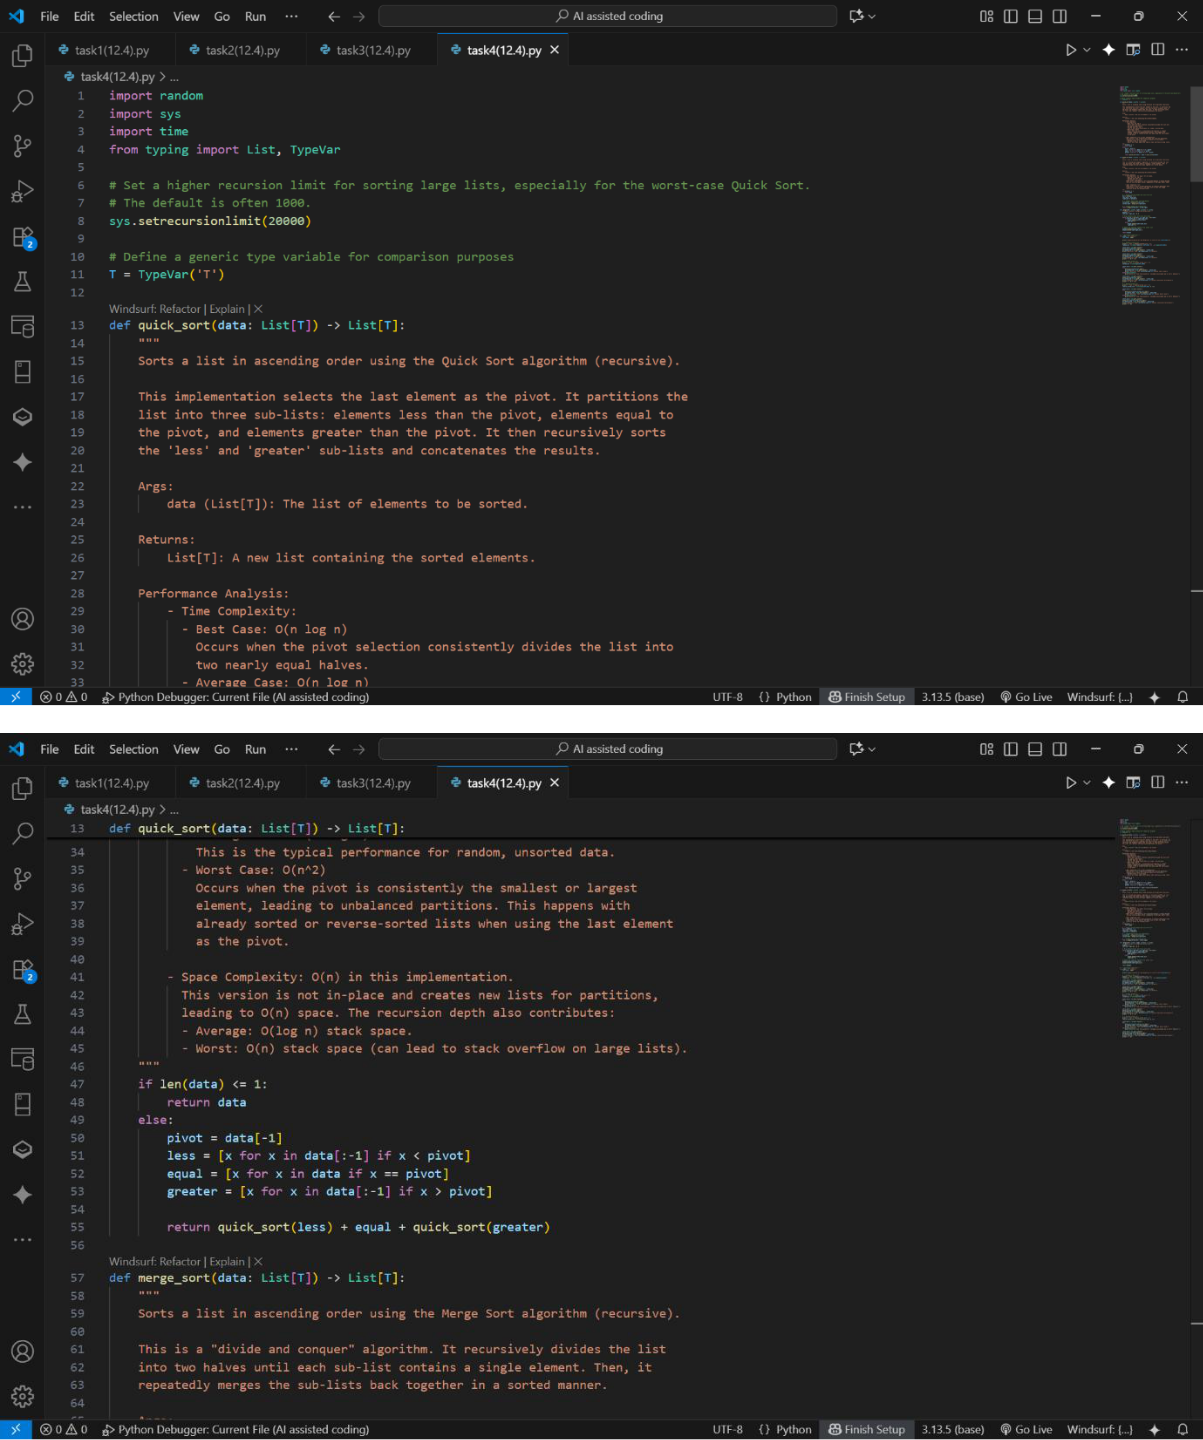 File Edit Selection View Go Run ··· ← → AI assisted coding
task1(12.4).py task2(12.4).py task3(12.4).py task4(12.4).py ×
task4(12.4).py > ...
1 import random
2 import sys
3 import time
4 from typing import List, TypeVar
5
6 # Set a higher recursion limit for sorting large lists, especially for the worst-case Quick Sort.
7 # The default is often 1000.
8 sys.setrecursionlimit(20000)
9
10 # Define a generic type variable for comparison purposes
11 T = TypeVar('T')
12
Windsurf: Refactor | Explain | ×
13 def quick_sort(data: List[T]) -> List[T]:
14 """
15 Sorts a list in ascending order using the Quick Sort algorithm (recursive).
16
17 This implementation selects the last element as the pivot. It partitions the
18 list into three sub-lists: elements less than the pivot, elements equal to
19 the pivot, and elements greater than the pivot. It then recursively sorts
20 the 'less' and 'greater' sub-lists and concatenates the results.
21
22 Args:
23 data (List[T]): The list of elements to be sorted.
24
25 Returns:
26 List[T]: A new list containing the sorted elements.
27
28 Performance Analysis:
29 - Time Complexity:
30 - Best Case: O(n log n)
31 Occurs when the pivot selection consistently divides the list into
32 two nearly equal halves.
33 - Average Case: O(n log n)
2
0 0 Python Debugger: Current File (AI assisted coding) UTF-8 {} Python Finish Setup 3.13.5 (base) Go Live Windsurf: {...}
File Edit Selection View Go Run ··· ← → AI assisted coding
task1(12.4).py task2(12.4).py task3(12.4).py task4(12.4).py ×
task4(12.4).py > ...
13 def quick_sort(data: List[T]) -> List[T]:
34 This is the typical performance for random, unsorted data.
35 - Worst Case: O(n^2)
36 Occurs when the pivot is consistently the smallest or largest
37 element, leading to unbalanced partitions. This happens with
38 already sorted or reverse-sorted lists when using the last element
39 as the pivot.
40
41 - Space Complexity: O(n) in this implementation.
42 This version is not in-place and creates new lists for partitions,
43 leading to O(n) space. The recursion depth also contributes:
44 - Average: O(log n) stack space.
45 - Worst: O(n) stack space (can lead to stack overflow on large lists).
46 """
47 if len(data) <= 1:
48 return data
49 else:
50 pivot = data[-1]
51 less = [x for x in data[:-1] if x < pivot]
52 equal = [x for x in data if x == pivot]
53 greater = [x for x in data[:-1] if x > pivot]
54
55 return quick_sort(less) + equal + quick_sort(greater)
56
Windsurf: Refactor | Explain | ×
57 def merge_sort(data: List[T]) -> List[T]:
58 """
59 Sorts a list in ascending order using the Merge Sort algorithm (recursive).
60
61 This is a "divide and conquer" algorithm. It recursively divides the list
62 into two halves until each sub-list contains a single element. Then, it
63 repeatedly merges the sub-lists back together in a sorted manner.
64
2
0 0 Python Debugger: Current File (AI assisted coding) UTF-8 {} Python Finish Setup 3.13.5 (base) Go Live Windsurf: {...}